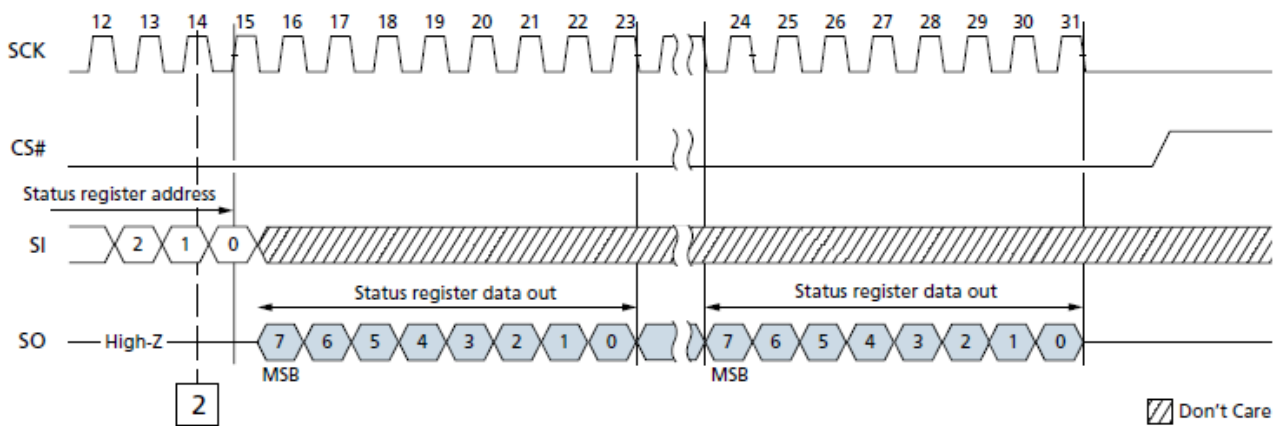 12 13 14 15 16 17 18 19 20 21 22 23 24 25 26 27 28 29 30 31
SCK
CS#
Status register address
SI 2 1 0
Status register data out Status register data out
SO High-Z 7 6 5 4 3 2 1 0 7 6 5 4 3 2 1 0
MSB MSB
2
Don't Care